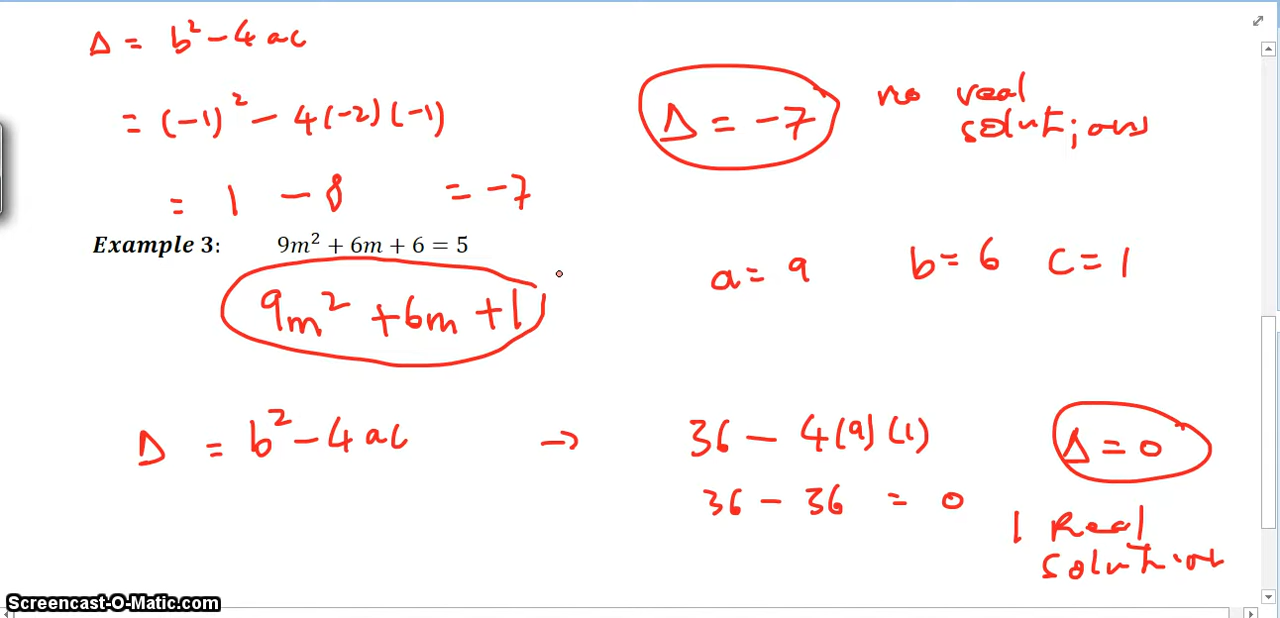 Δ = b² - 4ac
= (-1)² - 4(-2)(-1)
= 1 - 8 = -7
Δ = -7
no real
solutions
Example 3: 9m² + 6m + 6 = 5
9m² + 6m + 1
a = 9 b = 6 c = 1
Δ = b² - 4ac → 36 - 4(9)(1)
36 - 36 = 0
Δ = 0
1 Real
solution
Screencast-O-Matic.com